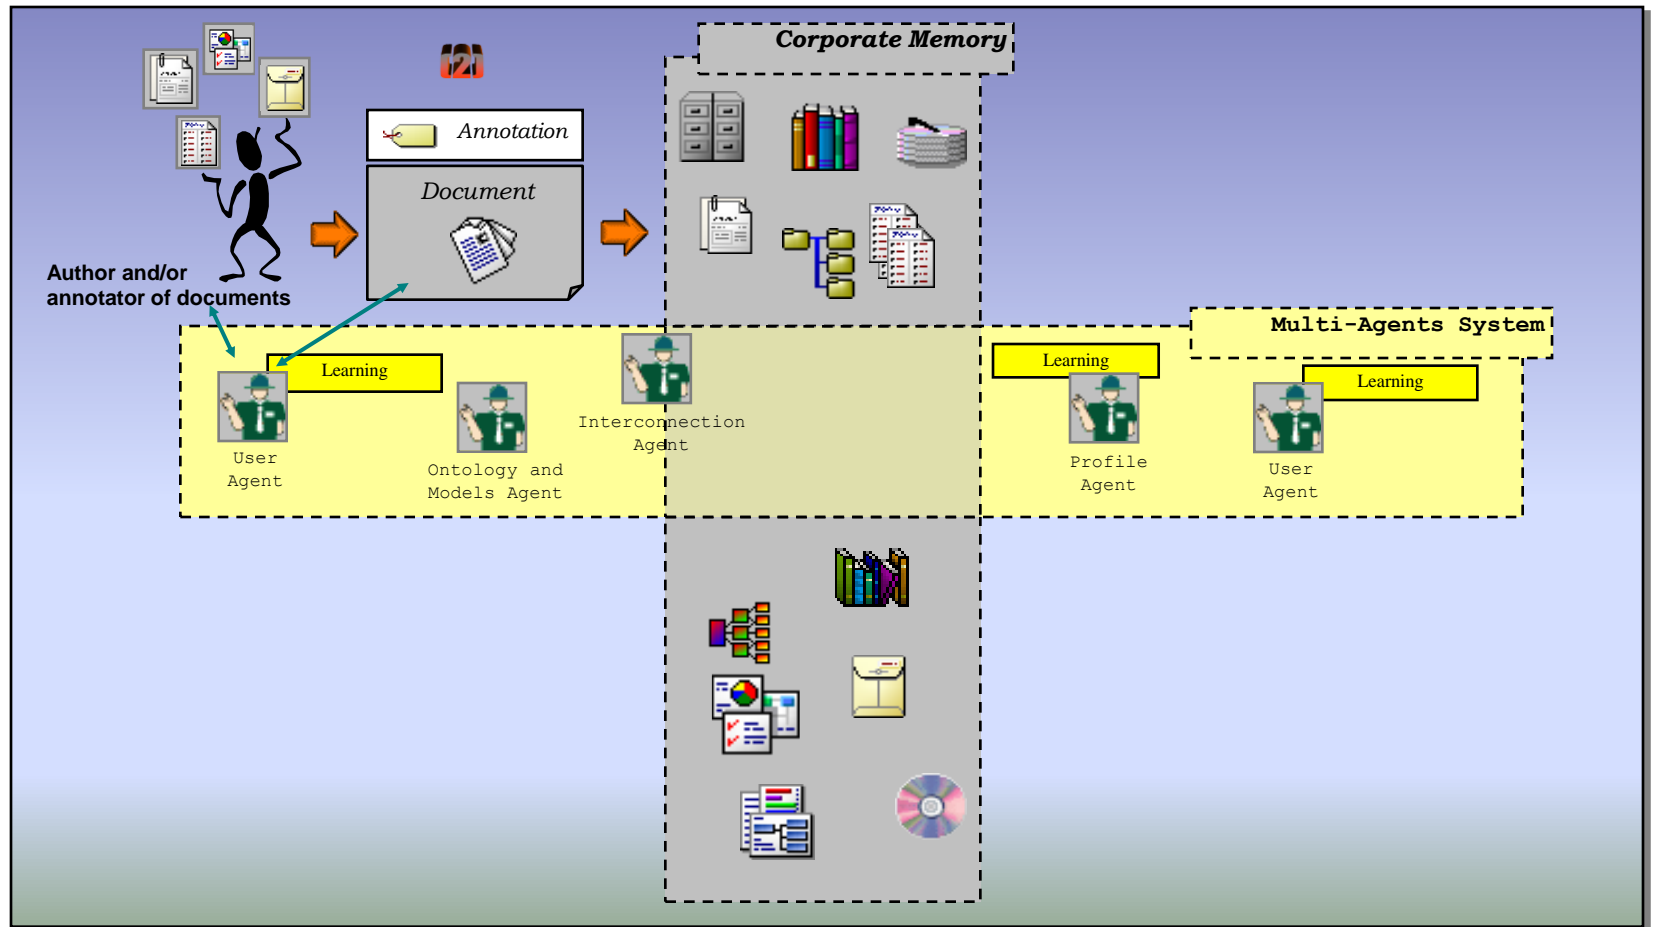 Corporate Memory
(2)
Annotation
Document
Author and/or
annotator of documents
Multi-Agents System
Learning
Learning
Learning
Interconnection
Agent
User
Agent
Ontology and
Models Agent
Profile
Agent
User
Agent